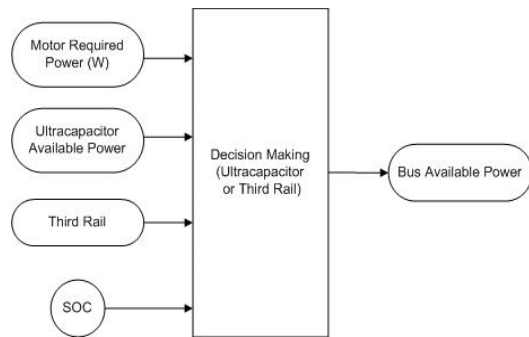 Motor Required
Power (W)
Ultracapacitor
Available Power
Third Rail
SOC
Decision Making
(Ultracapacitor
or Third Rail)
Bus Available Power